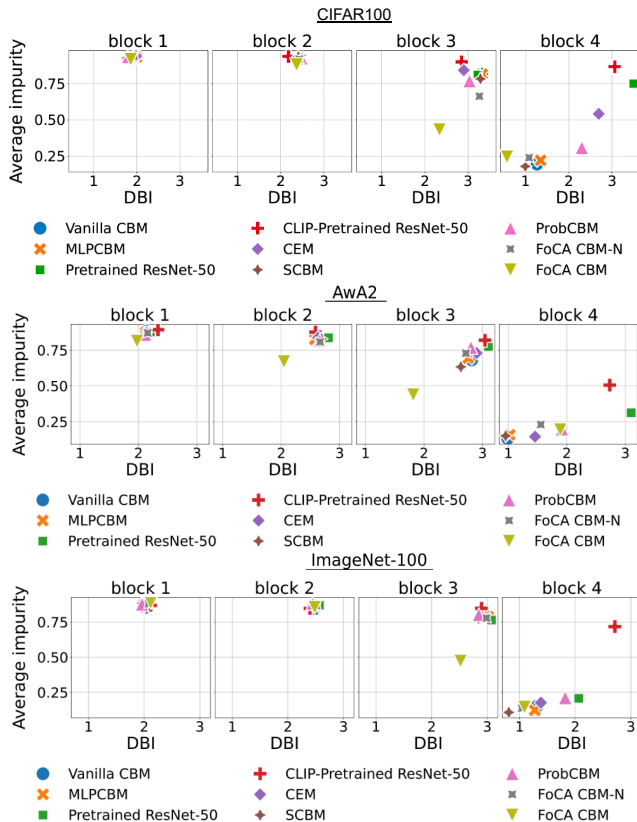 CIFAR100
block 1 block 2 block 3 block 4
Average impurity
0.75
0.25
1 2 3 1 2 3 1 2 3 1 2 3
DBI DBI DBI DBI
Vanilla CBM CLIP-Pretrained ResNet-50 ProbCBM
MLPCBM CEM FoCA CBM-N
Pretrained ResNet-50 SCBM FoCA CBM
AwA2
block 1 block 2 block 3 block 4
Average impurity
0.75
0.50
0.25
1 2 3 1 2 3 1 2 3 1 2 3
DBI DBI DBI DBI
Vanilla CBM CLIP-Pretrained ResNet-50 ProbCBM
MLPCBM CEM FoCA CBM-N
Pretrained ResNet-50 SCBM FoCA CBM
ImageNet-100
block 1 block 2 block 3 block 4
Average impurity
0.75
0.50
0.25
1 2 3 1 2 3 1 2 3 1 2 3
DBI DBI DBI DBI
Vanilla CBM CLIP-Pretrained ResNet-50 ProbCBM
MLPCBM CEM FoCA CBM-N
Pretrained ResNet-50 SCBM FoCA CBM